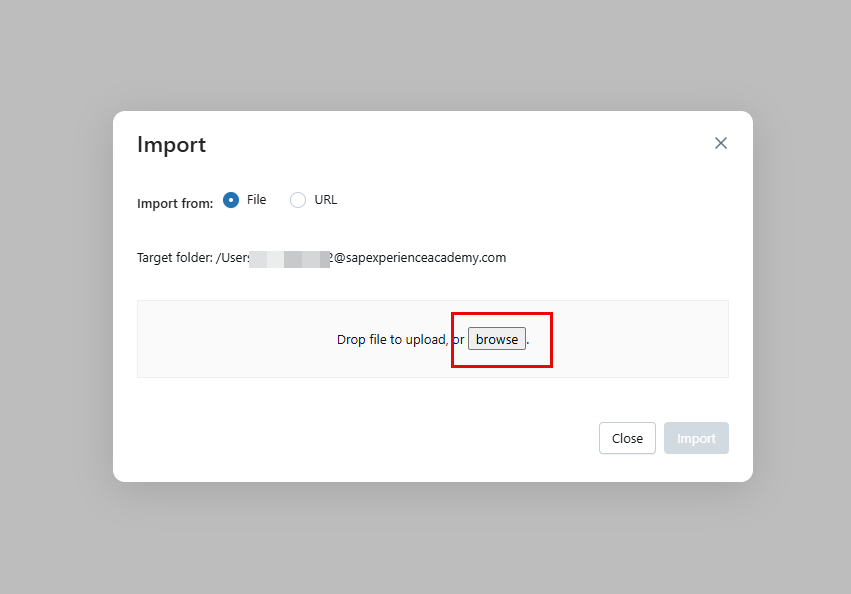 Import
Import from: File URL
Target folder: /Users 2@sapexperienceacademy.com
Drop file to upload, or browse.
Close Import